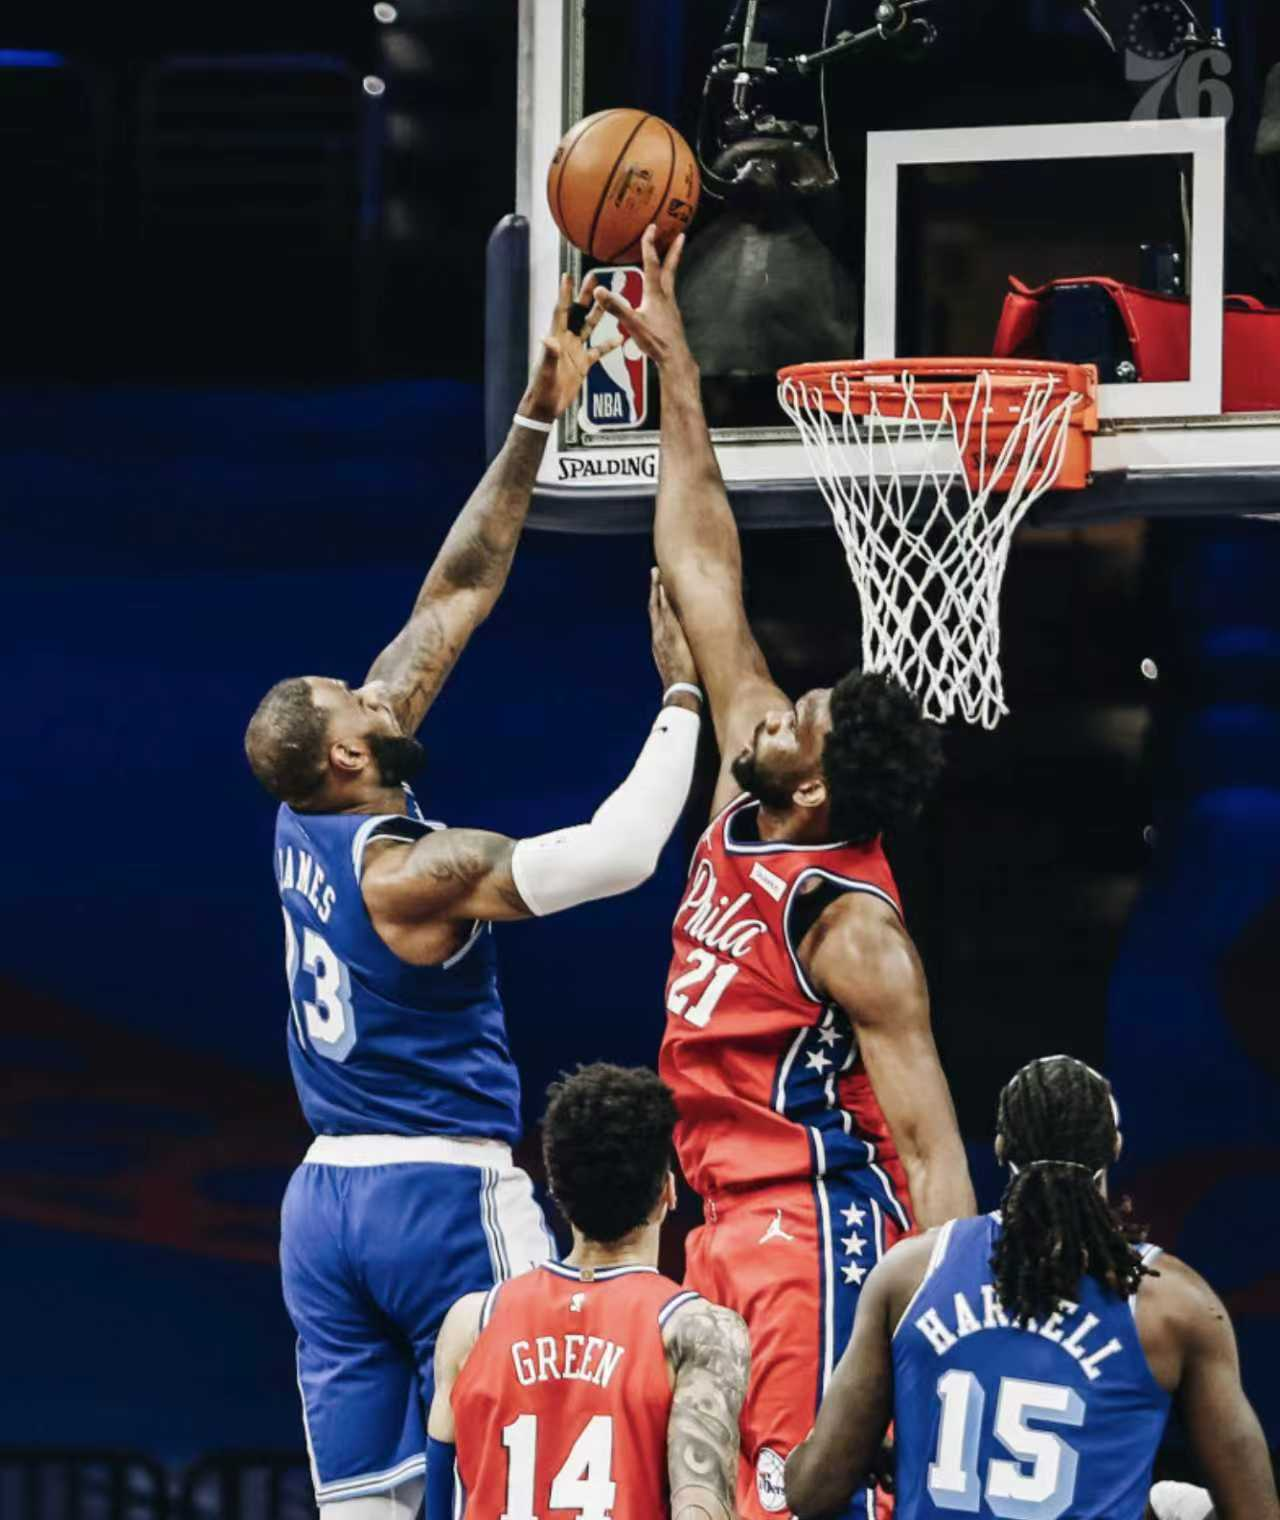 76
NBA
SPALDING
JAMES
23
Phila
21
GREEN
14
HARRELL
15